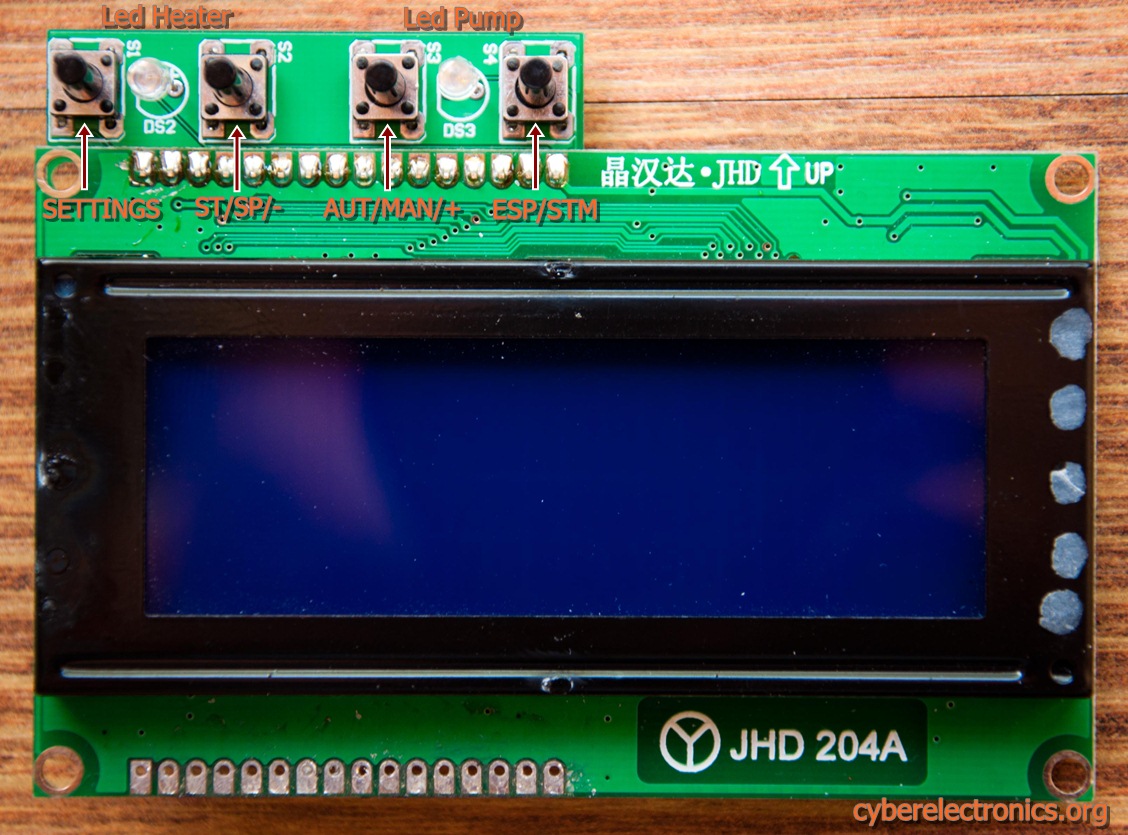 Led Heater
Led Pump
S1
S2
S3
S4
DS2
DS3
晶汉达·JHD UP
SETTINGS
ST/SP/-
AUT/MAN/+
ESP/STM
JHD 204A
cyberelectronics.org